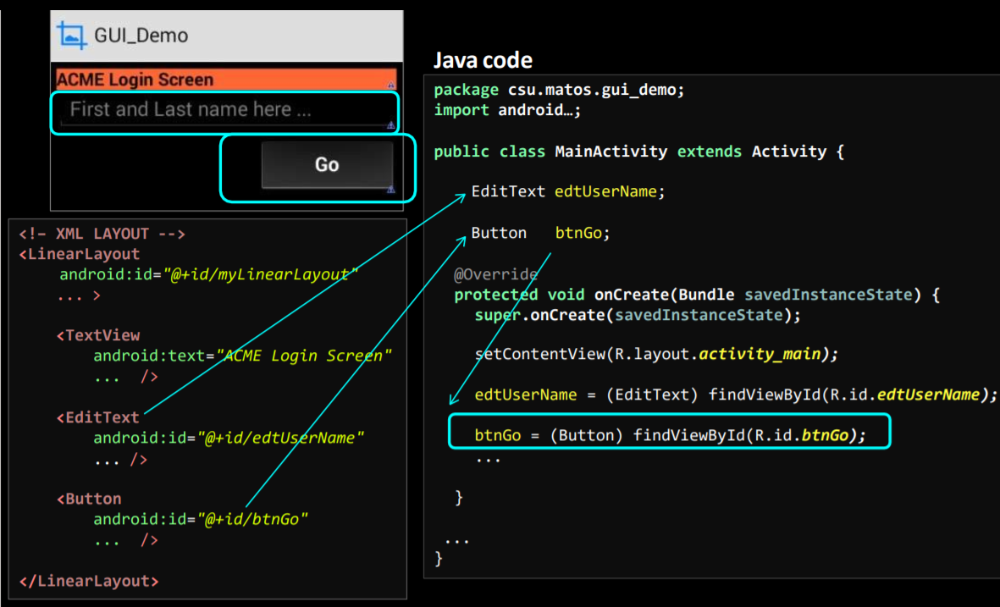 GUI_Demo
ACME Login Screen
First and Last name here ...
Go
<!– XML LAYOUT -->
<LinearLayout
android:id="@+id/myLinearLayout"
... >
<TextView
android:text="ACME Login Screen"
... />
<EditText
android:id="@+id/edtUserName"
... />
<Button
android:id="@+id/btnGo"
... />
</LinearLayout>
Java code
package csu.matos.gui_demo;
import android…;
public class MainActivity extends Activity {
EditText edtUserName;
Button btnGo;
@Override
protected void onCreate(Bundle savedInstanceState) {
super.onCreate(savedInstanceState);
setContentView(R.layout.activity_main);
edtUserName = (EditText) findViewById(R.id.edtUserName);
btnGo = (Button) findViewById(R.id.btnGo);
...
}
...
}